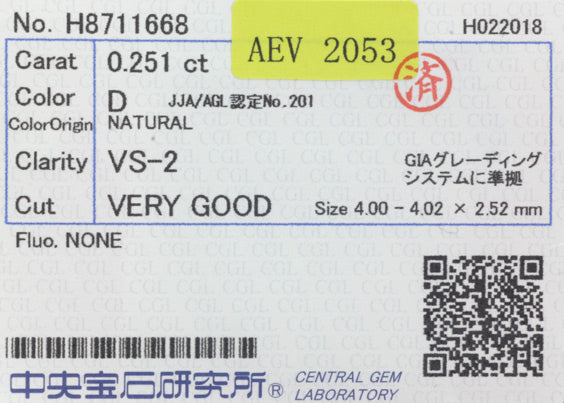 No. H8711668
AEV 2053
H022018
Carat 0.251 ct
済
Color D JJA/AGL認定No.201
ColorOrigin NATURAL
Clarity VS-2
GIAグレーディング
システムに準拠
Cut VERY GOOD Size 4.00 - 4.02 × 2.52 mm
Fluo. NONE
中央宝石研究所® CENTRAL GEM
LABORATORY